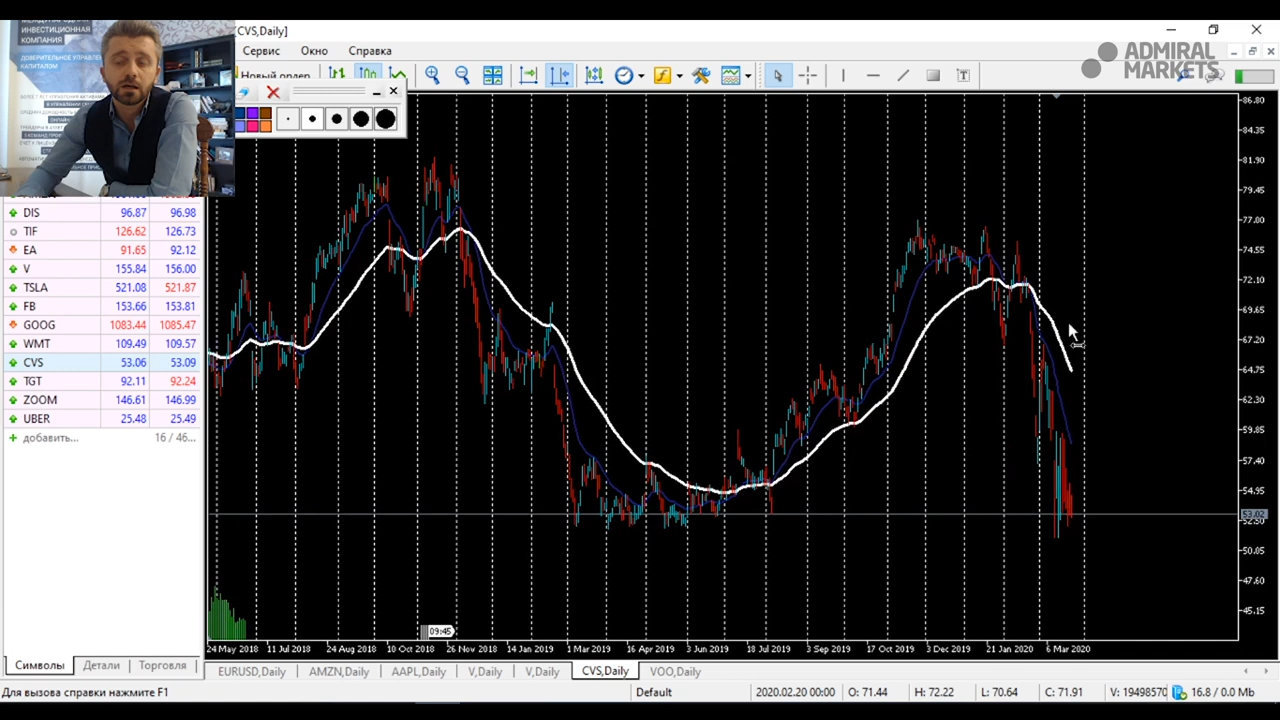 МЕЖДУНАРОДНАЯ
ИНВЕСТИЦИОННАЯ
КОМПАНИЯ
ДОВЕРИТЕЛЬНОЕ УПРАВЛЕНИЕ
КАПИТАЛОМ
[CVS,Daily]
Сервис Окно Справка
Новый ордер
ADMIRAL
MARKETS
DIS 96.87 96.98
TIF 126.62 126.73
EA 91.65 92.12
V 155.84 156.00
TSLA 521.08 521.87
FB 153.66 153.81
GOOG 1083.44 1085.47
WMT 109.49 109.57
CVS 53.06 53.09
TGT 92.11 92.24
ZOOM 146.61 146.99
UBER 25.48 25.49
добавить... 16 / 46...
86.80
84.35
81.90
79.45
77.00
74.55
72.10
69.65
67.20
64.75
62.30
59.85
57.40
54.95
53.02
52.50
50.05
47.60
45.15
09:45
24 May 2018 11 Jul 2018 24 Aug 2018 10 Oct 2018 26 Nov 2018 14 Jan 2019 1 Mar 2019 16 Apr 2019 3 Jun 2019 18 Jul 2019 3 Sep 2019 17 Oct 2019 3 Dec 2019 21 Jan 2020 6 Mar 2020
Символы Детали Торговля
EURUSD,Daily AMZN,Daily AAPL,Daily V,Daily V,Daily CVS,Daily VOO,Daily
Для вызова справки нажмите F1 Default 2020.02.20 00:00 O: 71.44 H: 72.22 L: 70.64 C: 71.91 V: 19498570 16.8 / 0.0 Mb